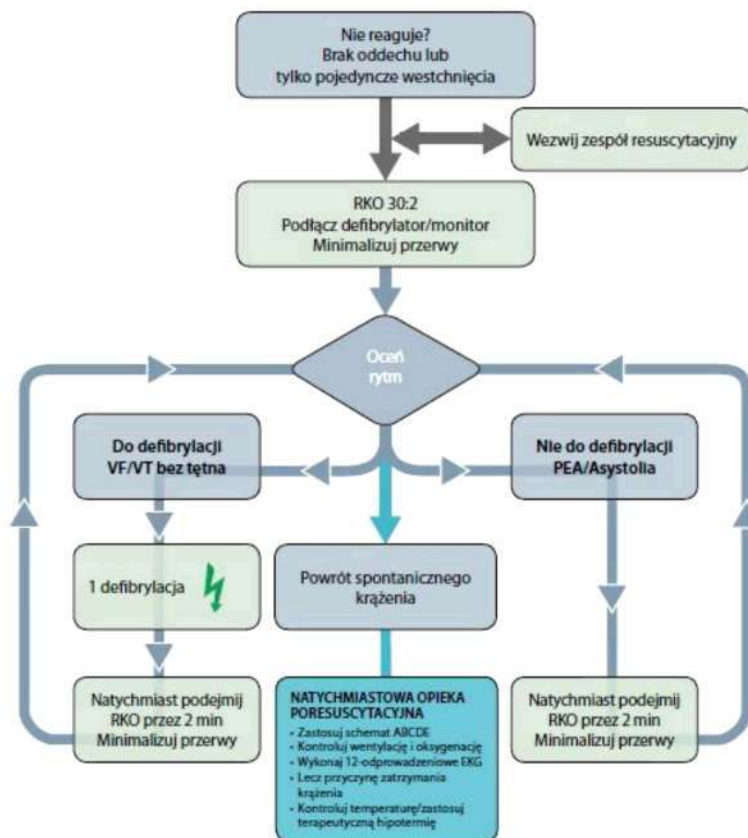 Nie reaguje?
Brak oddechu lub
tylko pojedyncze westchnięcia
Wezwij zespół resuscytacyjny
RKO 30:2
Podłącz defibrylator/monitor
Minimalizuj przerwy
Oceń
rytm
Do defibrylacji
VF/VT bez tętna
Nie do defibrylacji
PEA/Asystolia
1 defibrylacja
Powrót spontanicznego
krążenia
Natychmiast podejmij
RKO przez 2 min
Minimalizuj przerwy
NATYCHMIASTOWA OPIEKA
PORESUSCYTACYJNA
• Zastosuj schemat ABCDE
• Kontroluj wentylację i oksygenację
• Wykonaj 12-odprowadzeniowe EKG
• Lecz przyczynę zatrzymania
krążenia
• Kontroluj temperaturę/zastosuj
terapeutyczną hipotermię
Natychmiast podejmij
RKO przez 2 min
Minimalizuj przerwy